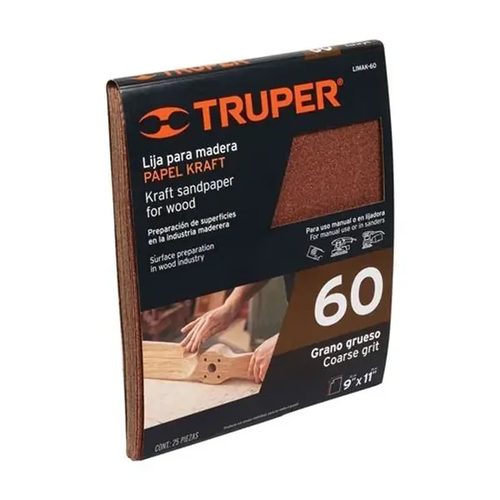 60
LIMAK-60
TRUPER®
Lija para madera
PAPEL KRAFT
Kraft sandpaper
for wood
Preparación de superficies
en la industria maderera
Surface preparation
in wood industry
Para uso manual o en lijadora
For manual use or in sanders
60
Grano grueso
Coarse grit
9" x 11"
CONT: 25 PIEZAS